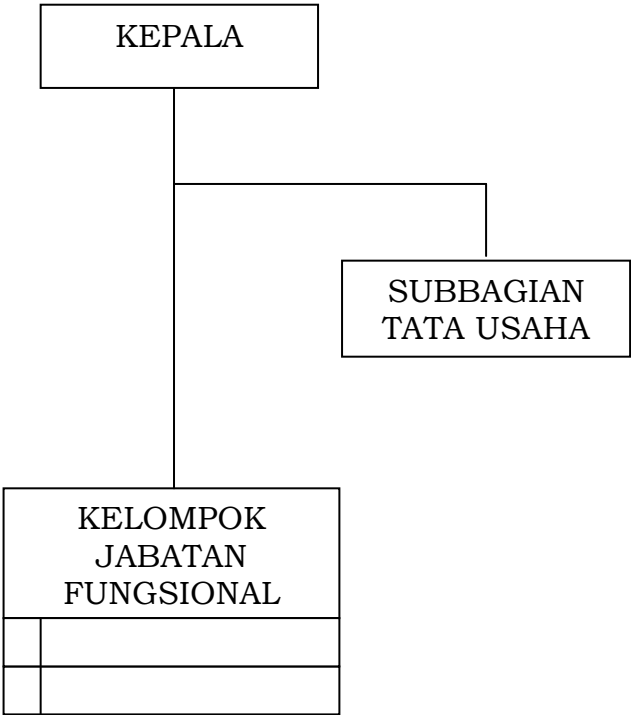 KEPALA
SUBBAGIAN
TATA USAHA
KELOMPOK
JABATAN
FUNGSIONAL